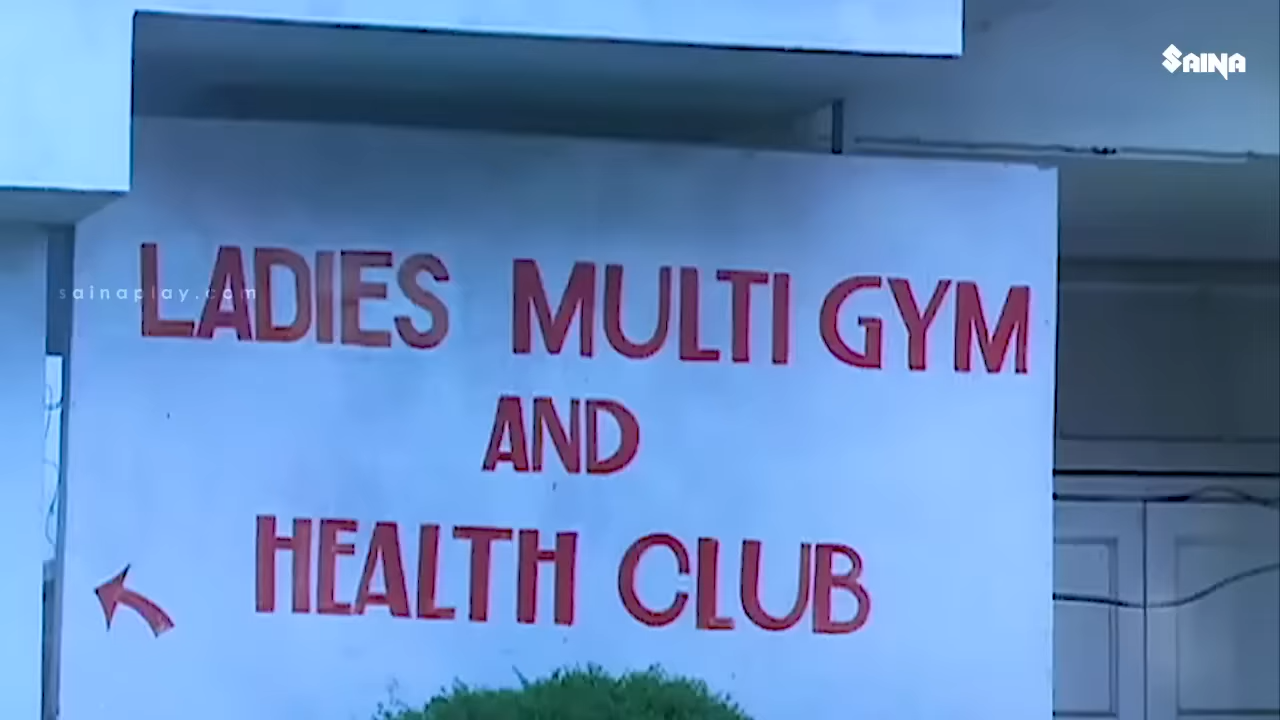 SAINA
LADIES MULTI GYM
sainaplay.com
AND
HEALTH CLUB